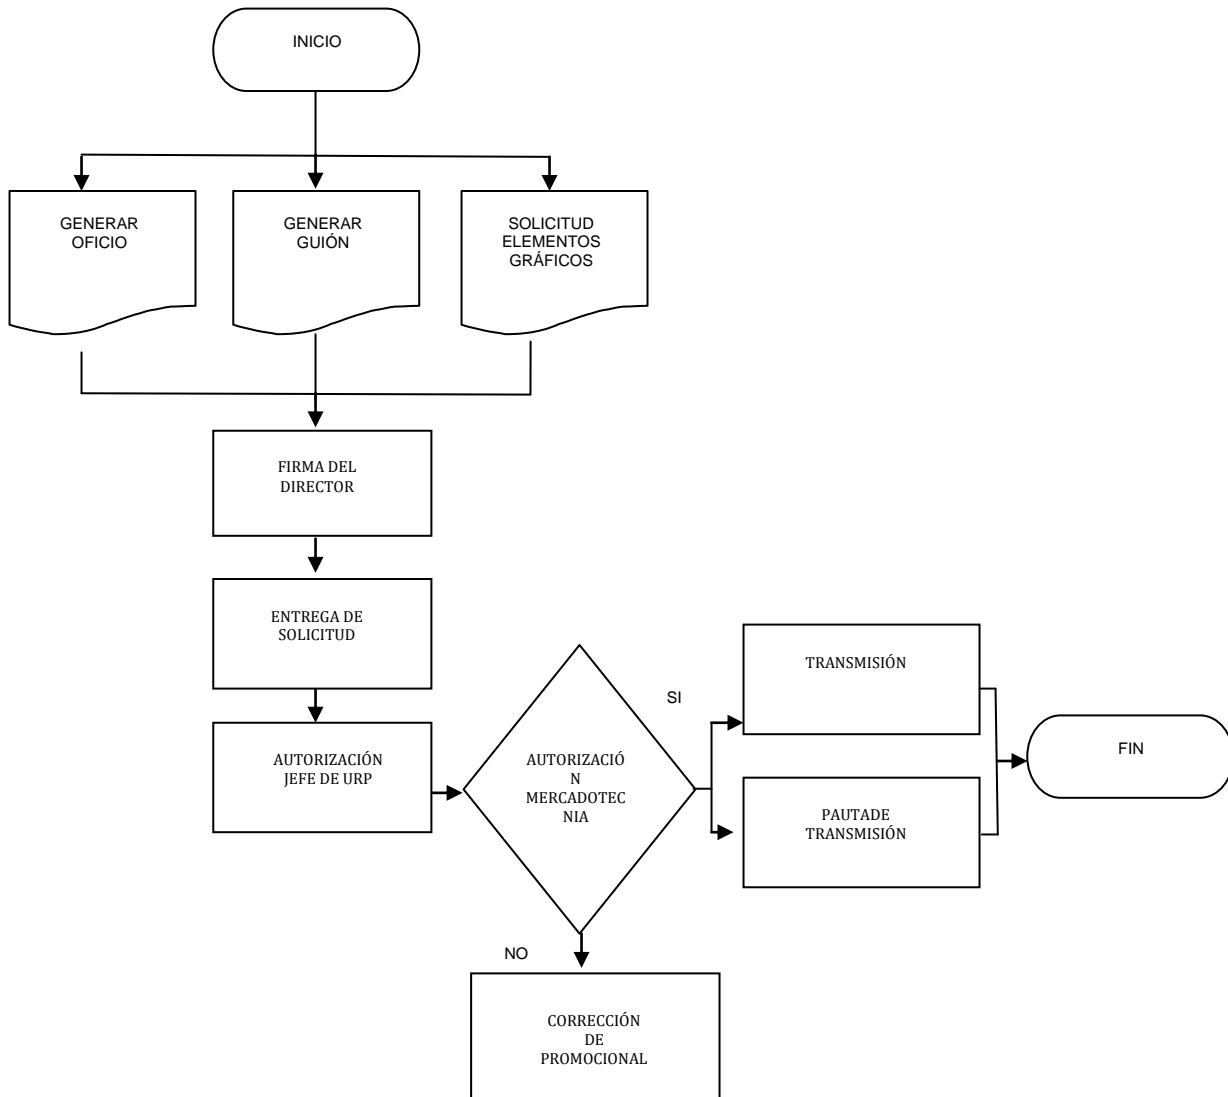 INICIO
GENERAR
OFICIO
GENERAR
GUIÓN
SOLICITUD
ELEMENTOS
GRÁFICOS
FIRMA DEL
DIRECTOR
ENTREGA DE
SOLICITUD
AUTORIZACIÓN
JEFE DE URP
AUTORIZACIÓ
N
MERCADOTEC
NIA
SI
TRANSMISIÓN
PAUTADE
TRANSMISIÓN
FIN
NO
CORRECCIÓN
DE
PROMOCIONAL